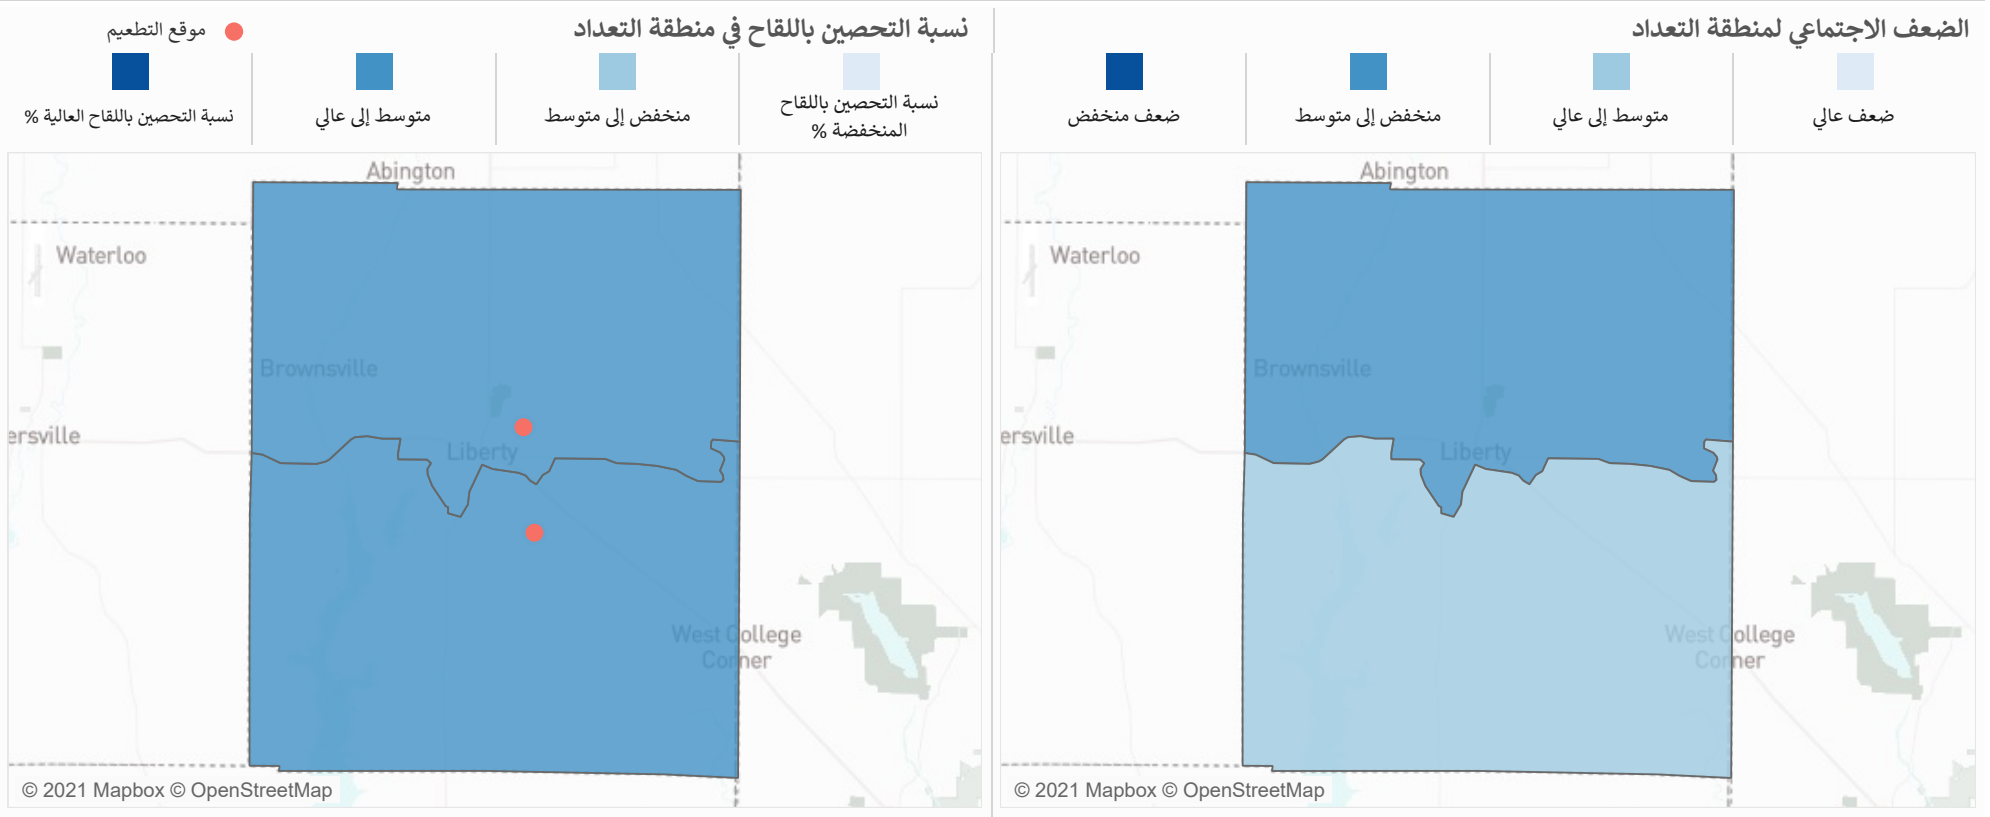 الضعف الاجتماعي لمنطقة التعداد
ضعف عالي
متوسط إلى عالي
منخفض إلى متوسط
ضعف منخفض
Abington
Waterloo
Brownsville
ersville
Liberty
West College
Corner
© 2021 Mapbox © OpenStreetMap
نسبة التحصين باللقاح في منطقة التعداد
موقع التطعيم
نسبة التحصين باللقاح
المنخفضة %
منخفض إلى متوسط
متوسط إلى عالي
نسبة التحصين باللقاح العالية %
Abington
Waterloo
Brownsville
ersville
Liberty
West College
Corner
© 2021 Mapbox © OpenStreetMap